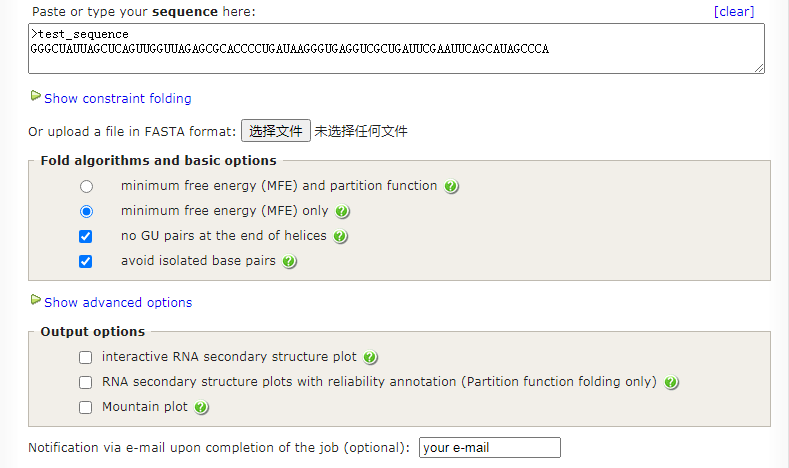 Paste or type your sequence here: [clear]
>test_sequence
GGGCUAUUAGCUCAGUUGGUUAGAGCGCACCCCUGAUAAGGGUGAGGUCGCUGAUUCGAAUUCAGCAUAGCCCA
Show constraint folding
Or upload a file in FASTA format: 选择文件 未选择任何文件
Fold algorithms and basic options
minimum free energy (MFE) and partition function
minimum free energy (MFE) only
no GU pairs at the end of helices
avoid isolated base pairs
Show advanced options
Output options
interactive RNA secondary structure plot
RNA secondary structure plots with reliability annotation (Partition function folding only)
Mountain plot
Notification via e-mail upon completion of the job (optional): your e-mail